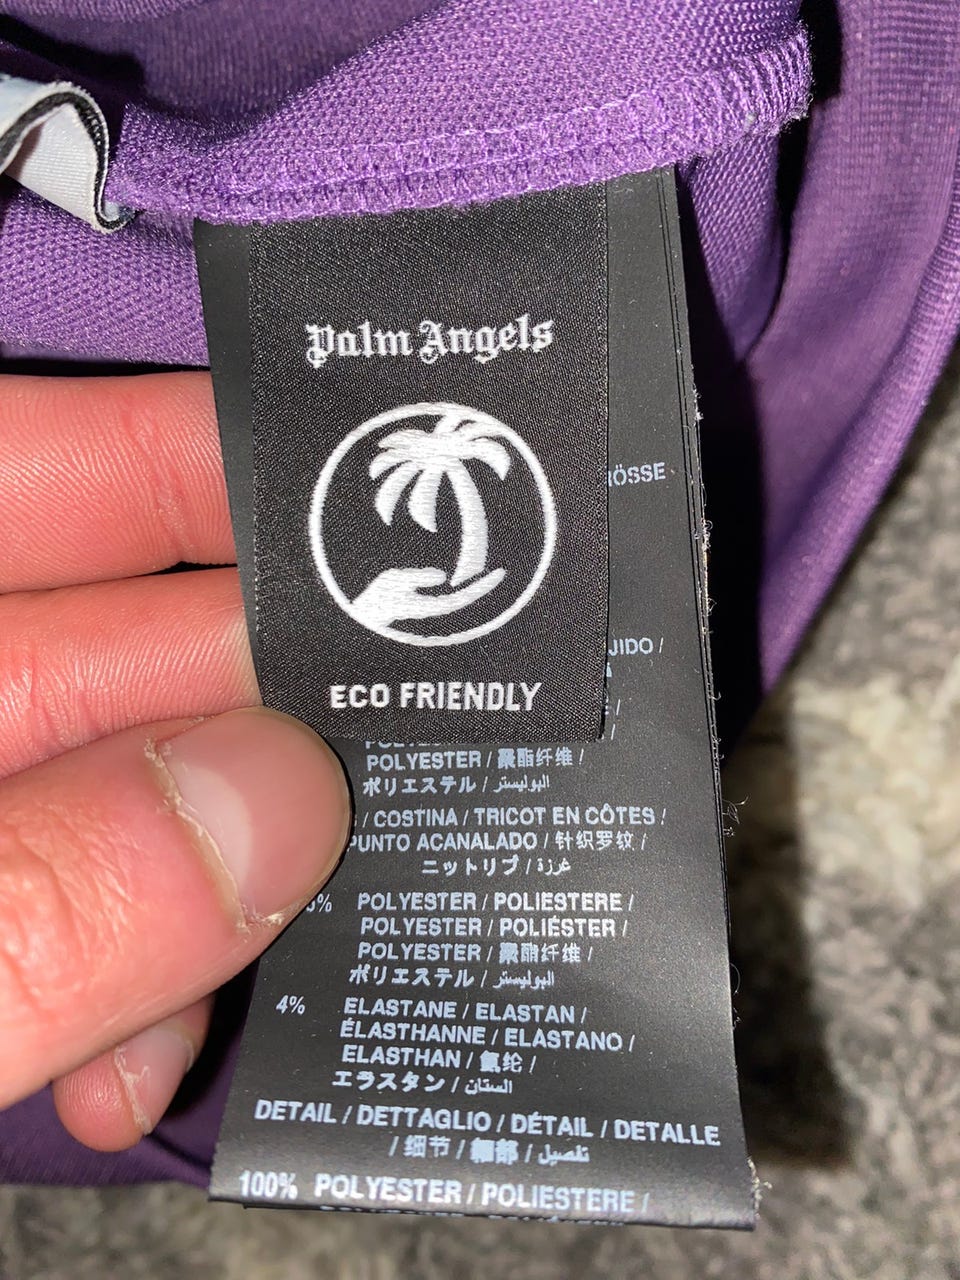 Palm Angels
ECO FRIENDLY
RÖSSE
JIDO /
E /
/
POLYESTER / 聚酯纤维 /
ポリエステル / البوليستر
/ COSTINA / TRICOT EN CÔTES /
PUNTO ACANALADO / 针织罗纹 /
ニットリブ / غرزة
6% POLYESTER / POLIESTERE /
POLYESTER / POLIÉSTER /
POLYESTER / 聚酯纤维 /
ポリエステル / البوليستر
4% ELASTANE / ELASTAN /
ÉLASTHANNE / ELASTANO /
ELASTHAN / 氨纶 /
エラスタン / الستان
DETAIL / DETTAGLIO / DÉTAIL / DETALLE
/ 细节 / 細部 / تفصيل
100% POLYESTER / POLIESTERE /